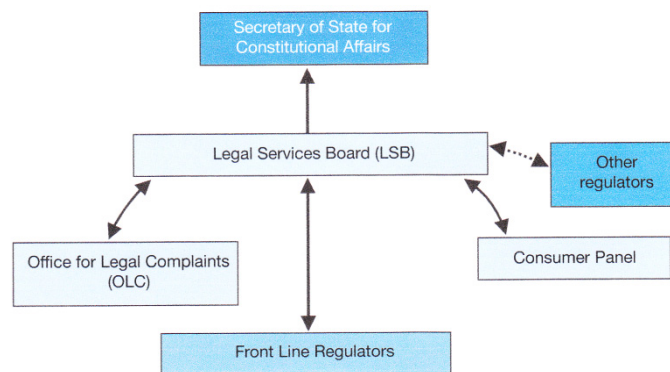 Secretary of State for
Constitutional Affairs
Legal Services Board (LSB)
Other
regulators
Office for Legal Complaints
(OLC)
Consumer Panel
Front Line Regulators